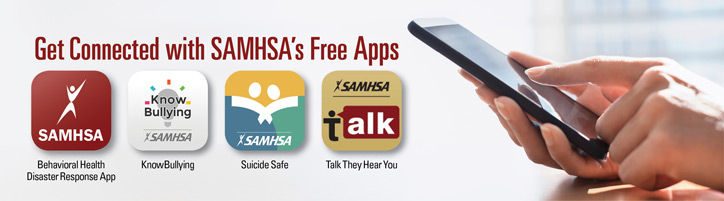 Get Connected with SAMHSA's Free Apps
SAMHSA
Know
Bullying
SAMHSA
SAMHSA
SAMHSA
talk
Behavioral Health
Disaster Response App
KnowBullying
Suicide Safe
Talk They Hear You